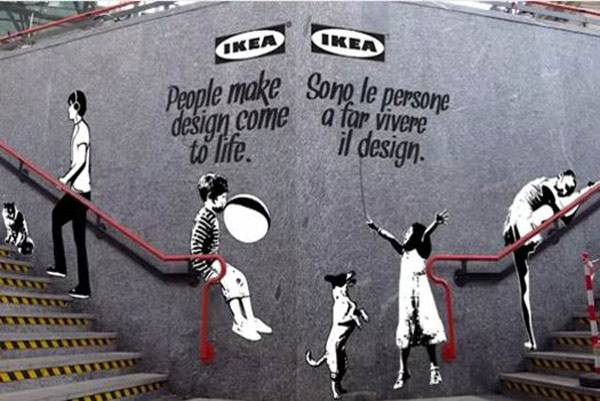 IKEA
People make
design come
to life.
IKEA
Sono le persone
a far vivere
il design.